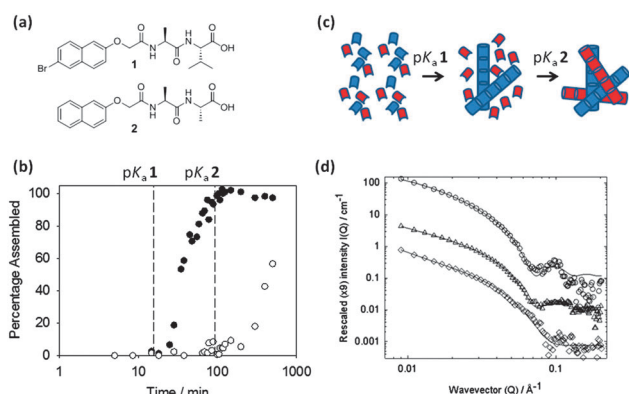 (a)
O
N
H
O
H
N
O
OH
Br
1
O
N
H
O
H
N
O
OH
O
2
(b)
pKa 1 pKa 2
Percentage Assembled
100
80
60
40
20
0
1 10 100 1000
Time / min
(c)
pKa 1 pKa 2
(d)
Rescaled (x9) intensity I(Q) / cm-1
100
10
1
0.1
0.01
0.001
0.01 0.1
Wavevector (Q) / Å-1